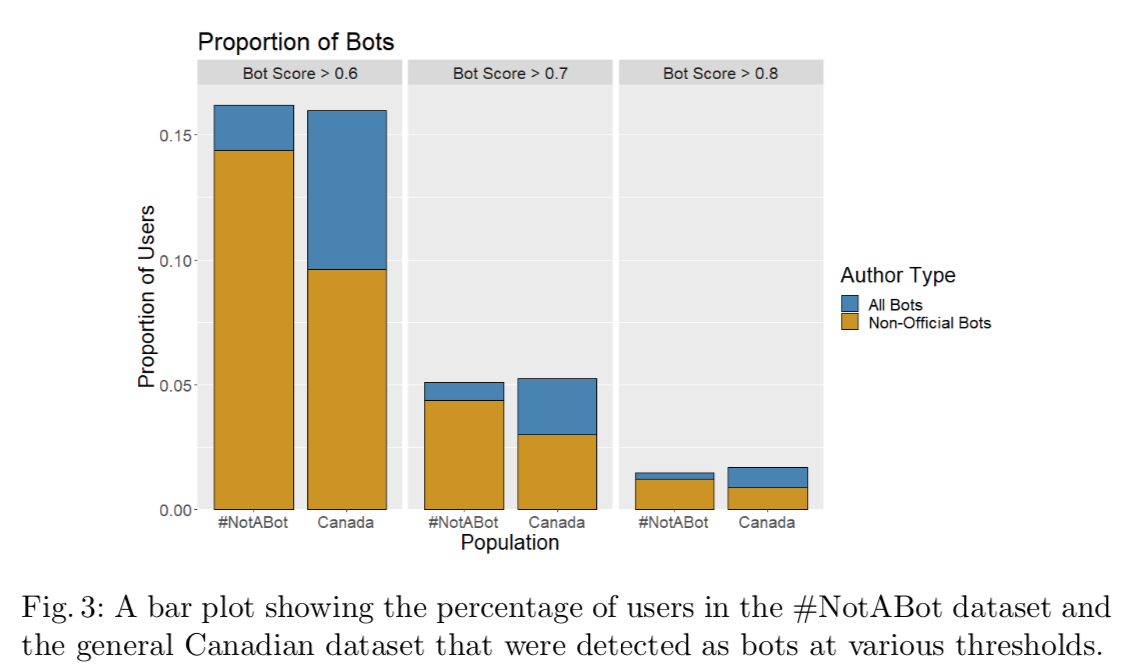 Proportion of Bots
Bot Score > 0.6
Bot Score > 0.7
Bot Score > 0.8
Proportion of Users
0.15
0.10
0.05
0.00
#NotABot
Canada
#NotABot
Canada
#NotABot
Canada
Population
Author Type
All Bots
Non-Official Bots
Fig. 3: A bar plot showing the percentage of users in the #NotABot dataset and
the general Canadian dataset that were detected as bots at various thresholds.